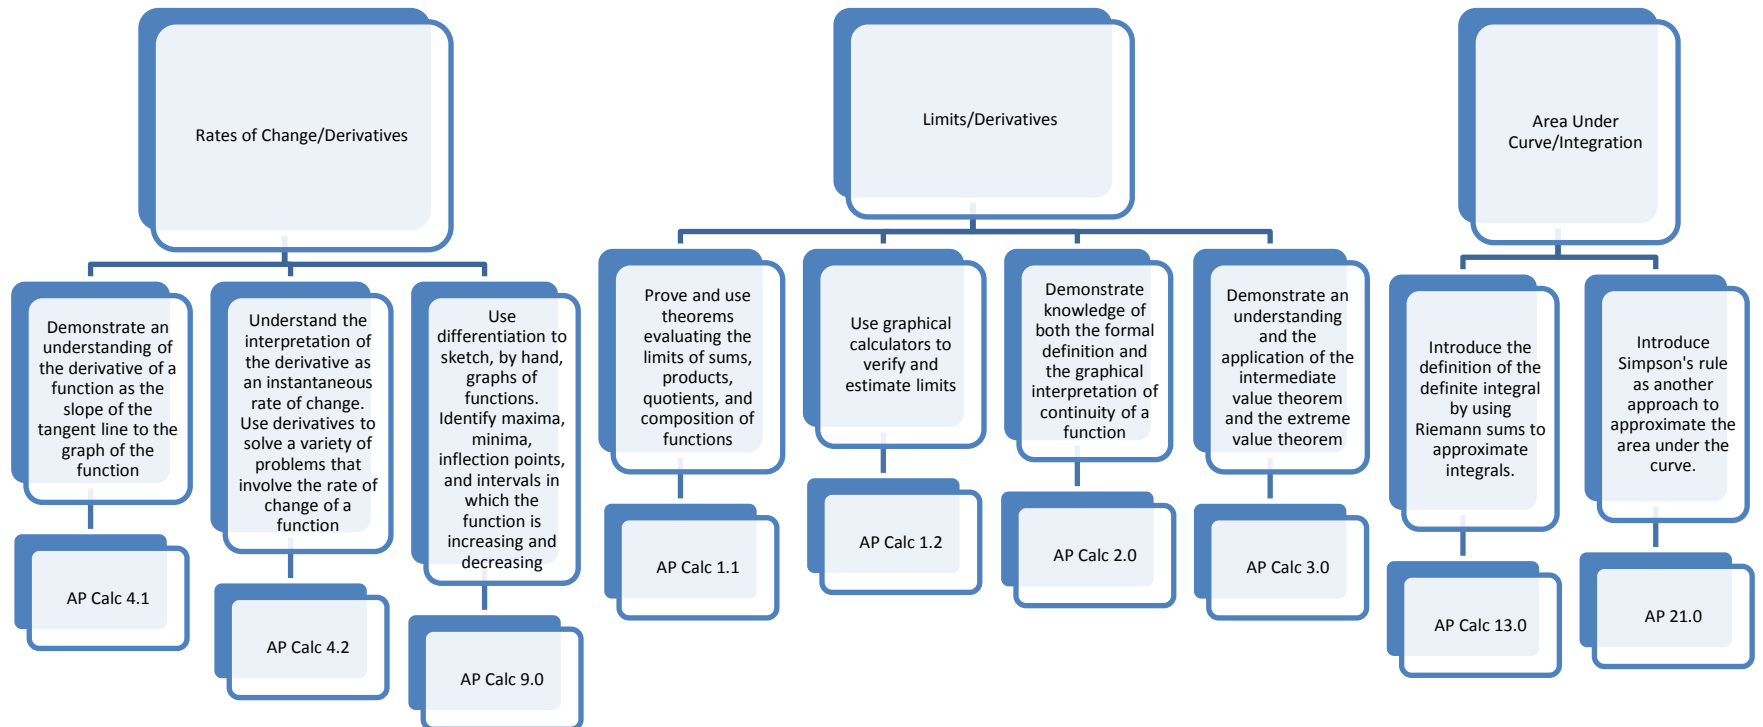 Rates of Change/Derivatives
Demonstrate an
understanding of
the derivative of a
function as the
slope of the
tangent line to the
graph of the
function
AP Calc 4.1
Understand the
interpretation of
the derivative as
an instantaneous
rate of change.
Use derivatives to
solve a variety of
problems that
involve the rate of
change of a
function
AP Calc 4.2
Use
differentiation to
sketch, by hand,
graphs of
functions.
Identify maxima,
minima,
inflection points,
and intervals in
which the
function is
increasing and
decreasing
AP Calc 9.0
Limits/Derivatives
Prove and use
theorems
evaluating the
limits of sums,
products,
quotients, and
composition of
functions
AP Calc 1.1
Use graphical
calculators to
verify and
estimate limits
AP Calc 1.2
Demonstrate
knowledge of
both the formal
definition and
the graphical
interpretation of
continuity of a
function
AP Calc 2.0
Demonstrate an
understanding
and the
application of the
intermediate
value theorem
and the extreme
value theorem
AP Calc 3.0
Area Under
Curve/Integration
Introduce the
definition of the
definite integral
by using
Riemann sums to
approximate
integrals.
AP Calc 13.0
Introduce
Simpson's rule
as another
approach to
approximate the
area under the
curve.
AP 21.0